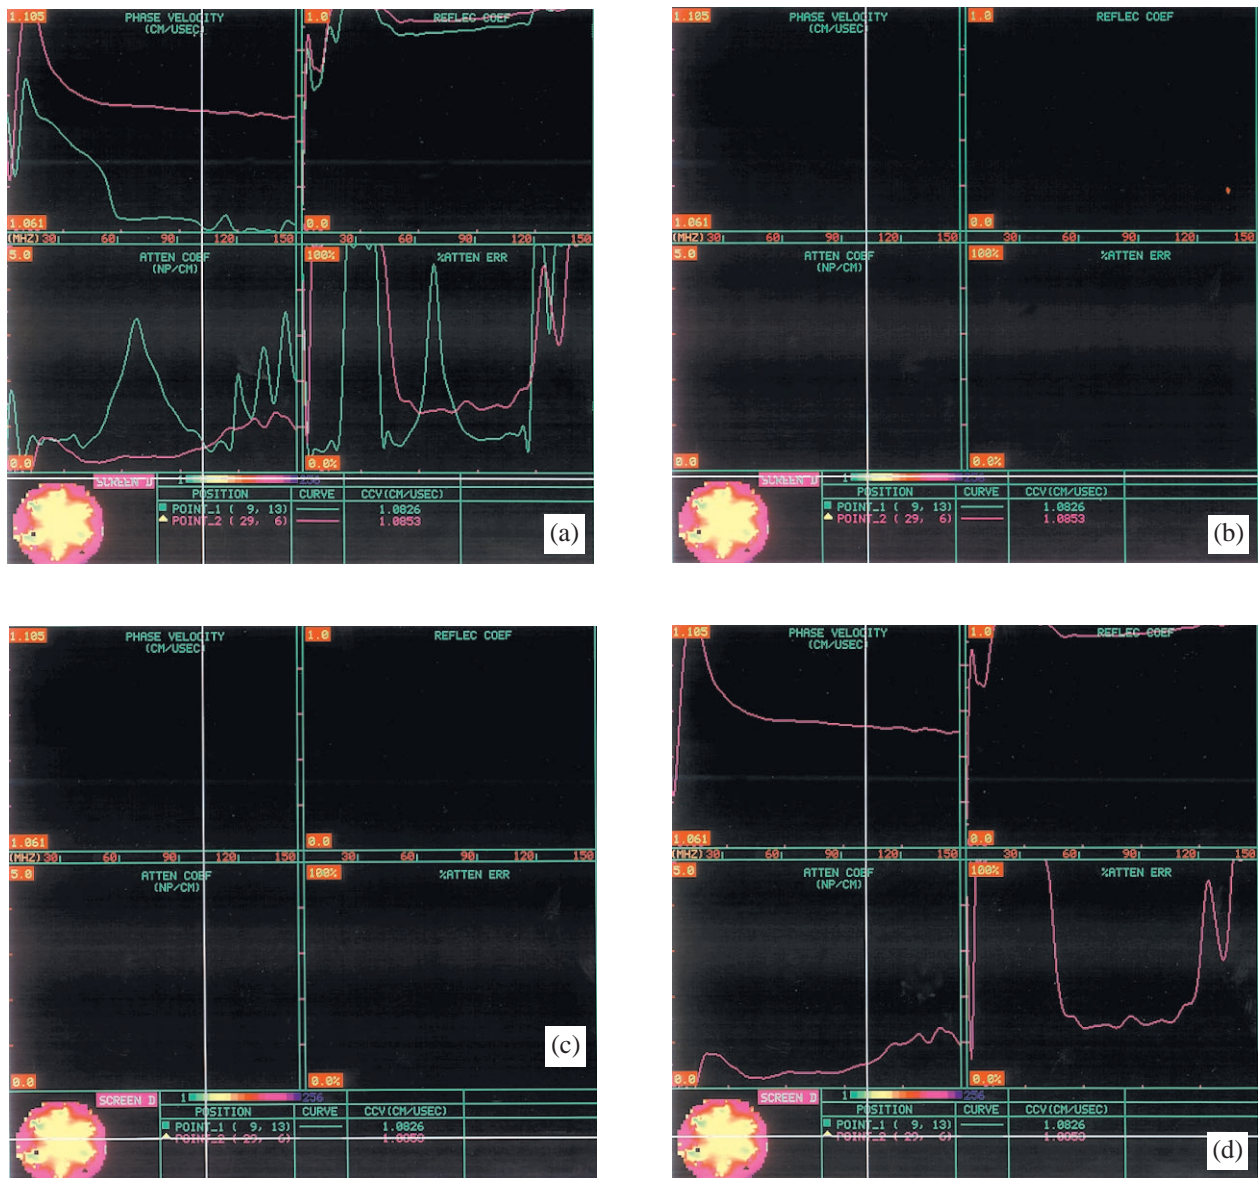 1.105 PHASE VELOCITY 1.0 REFLEC COEF
(CM/USEC)
1.061 0.0
(MHZ) 30 60 90 120 150 30 60 90 120 150
5.0 ATTEN COEF 100% %ATTEN ERR
(NP/CM)
0.0 0.0%
SCREEN D 1 256
POSITION CURVE CCV(CM/USEC)
POINT_1 ( 9, 13) 1.0826
POINT_2 ( 29, 6) 1.0853
(a)
1.105 PHASE VELOCITY 1.0 REFLEC COEF
(CM/USEC)
1.061 0.0
(MHZ) 30 60 90 120 150 30 60 90 120 150
5.0 ATTEN COEF 100% %ATTEN ERR
(NP/CM)
0.0 0.0%
SCREEN D 1 256
POSITION CURVE CCV(CM/USEC)
POINT_1 ( 9, 13) 1.0826
POINT_2 ( 29, 6) 1.0853
(b)
1.105 PHASE VELOCITY 1.0 REFLEC COEF
(CM/USEC)
1.061 0.0
(MHZ) 30 60 90 120 150 30 60 90 120 150
5.0 ATTEN COEF 100% %ATTEN ERR
(NP/CM)
(c)
0.0 0.0%
SCREEN D 1 256
POSITION CURVE CCV(CM/USEC)
POINT_1 ( 9, 13) 1.0826
POINT_2 ( 29, 6) 1.0853
1.105 PHASE VELOCITY 1.0 REFLEC COEF
(CM/USEC)
1.061 0.0
(MHZ) 30 60 90 120 150 30 60 90 120 150
5.0 ATTEN COEF 100% %ATTEN ERR
(NP/CM)
0.0 0.0%
SCREEN D 1 256
POSITION CURVE CCV(CM/USEC)
POINT_1 ( 9, 13) 1.0826
POINT_2 ( 29, 6) 1.0853
(d)